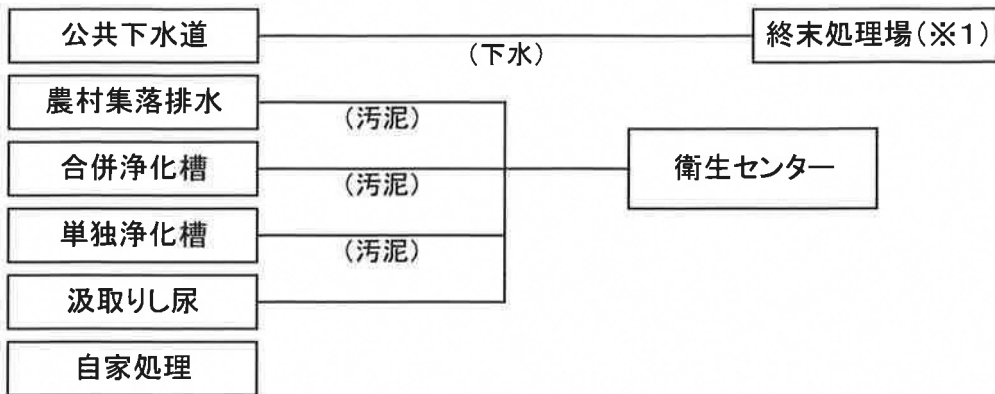 公共下水道
終末処理場(※1)
(下水)
農村集落排水
(汚泥)
合併浄化槽
衛生センター
(汚泥)
単独浄化槽
(汚泥)
汲取りし尿
自家処理